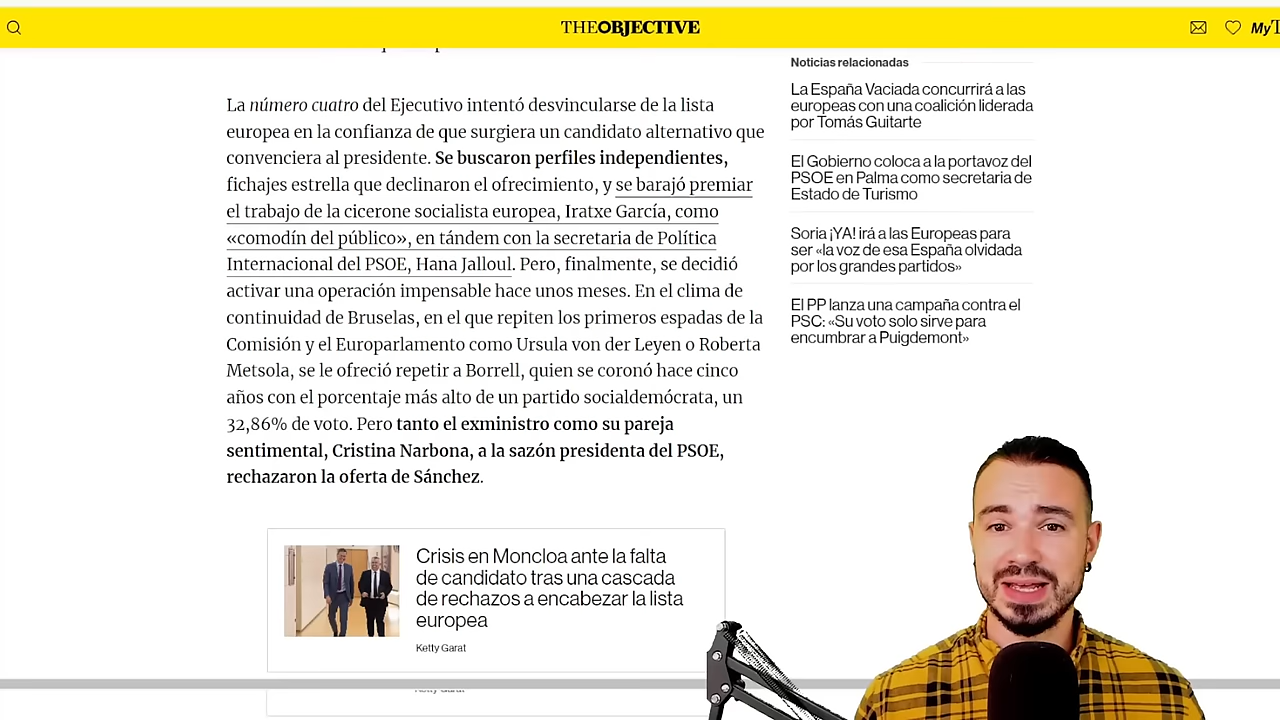 THEOBJECTIVE
My
La número cuatro del Ejecutivo intentó desvincularse de la lista
europea en la confianza de que surgiera un candidato alternativo que
convenciera al presidente. Se buscaron perfiles independientes,
fichajes estrella que declinaron el ofrecimiento, y se barajó premiar
el trabajo de la cicerone socialista europea, Iratxe García, como
«comodín del público», en tándem con la secretaria de Política
Internacional del PSOE, Hana Jalloul. Pero, finalmente, se decidió
activar una operación impensable hace unos meses. En el clima de
continuidad de Bruselas, en el que repiten los primeros espadas de la
Comisión y el Europarlamento como Ursula von der Leyen o Roberta
Metsola, se le ofreció repetir a Borrell, quien se coronó hace cinco
años con el porcentaje más alto de un partido socialdemócrata, un
32,86% de voto. Pero tanto el exministro como su pareja
sentimental, Cristina Narbona, a la sazón presidenta del PSOE,
rechazaron la oferta de Sánchez.
Crisis en Moncloa ante la falta
de candidato tras una cascada
de rechazos a encabezar la lista
europea
Ketty Garat
Noticias relacionadas
La España Vaciada concurrirá a las
europeas con una coalición liderada
por Tomás Guitarte
El Gobierno coloca a la portavoz del
PSOE en Palma como secretaria de
Estado de Turismo
Soria ¡YA! irá a las Europeas para
ser «la voz de esa España olvidada
por los grandes partidos»
El PP lanza una campaña contra el
PSC: «Su voto solo sirve para
encumbrar a Puigdemont»